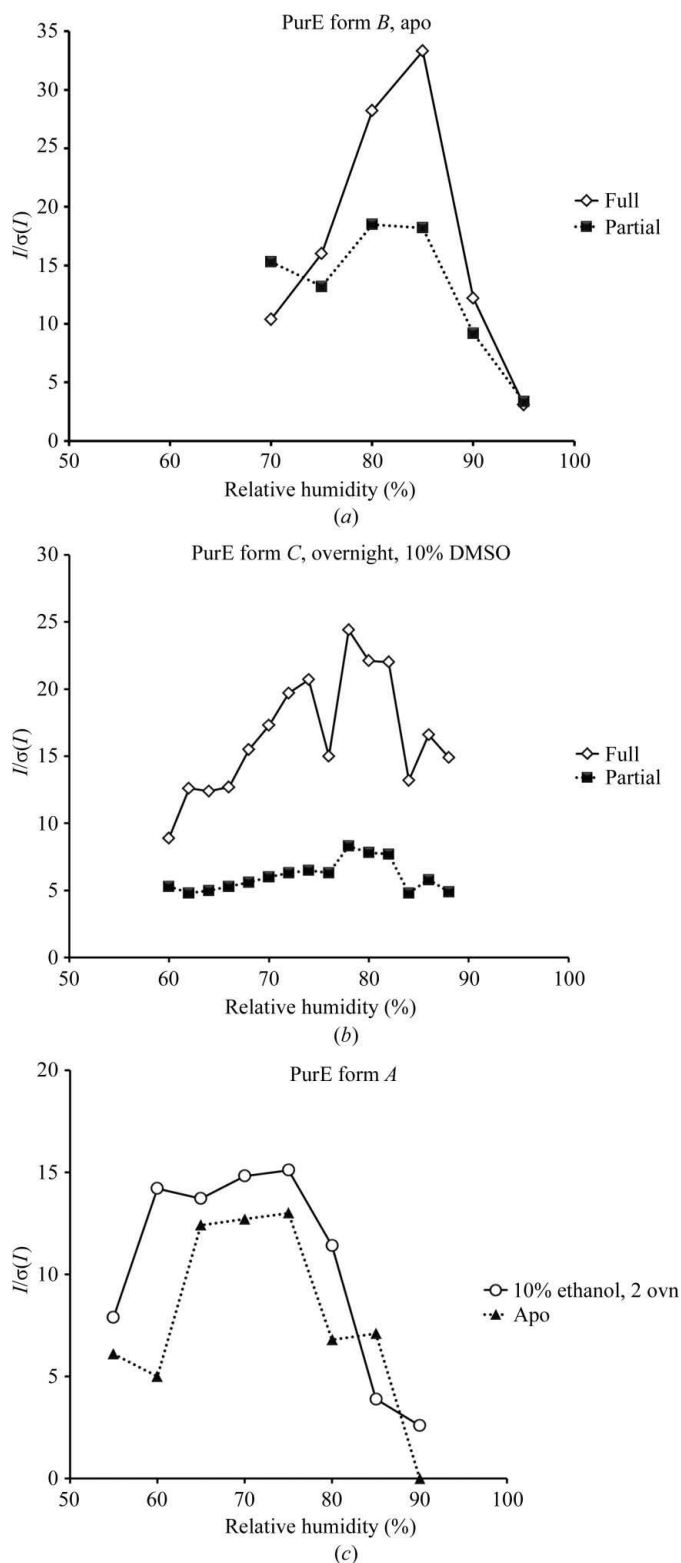 PurE form B, apo
35
30
25
20
15
10
5
0
I/σ(I)
50 60 70 80 90 100
Relative humidity (%)
Full
Partial
(a)
PurE form C, overnight, 10% DMSO
30
25
20
15
10
5
0
I/σ(I)
50 60 70 80 90 100
Relative humidity (%)
Full
Partial
(b)
PurE form A
20
15
10
5
0
I/σ(I)
50 60 70 80 90 100
Relative humidity (%)
10% ethanol, 2 ovn
Apo
(c)